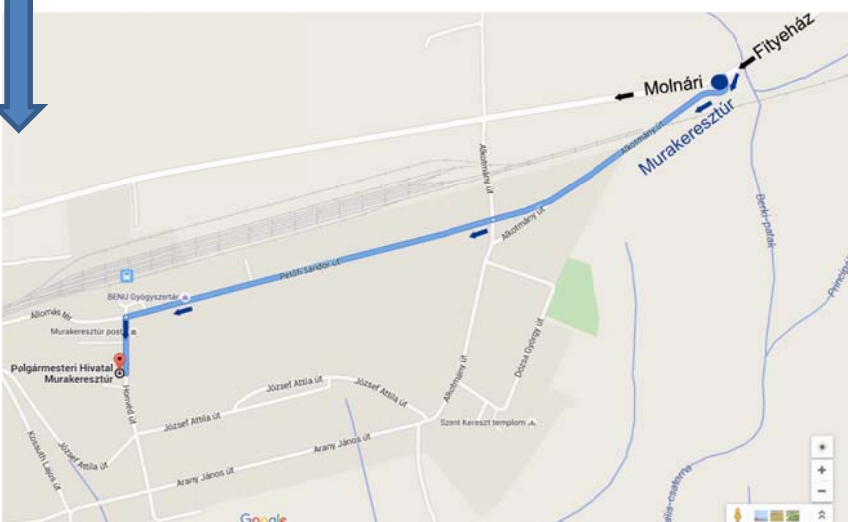 Fityeház
Molnári
Murakeresztúr
Alkotmány út
Alkotmány út
Alkotmány út
Berki-patak
Petőfi Sándor út
BENU Gyógyszertár
Állomás tér
Murakeresztúr posta
Polgármesteri Hivatal
Murakeresztúr
Honvéd út
József Attila út
József Attila út
József Attila út
Alkotmány út
Dózsa György út
Szent Kereszt templom
Arany János út
Arany János út
Kossuth Lajos út
József Attila út
Google